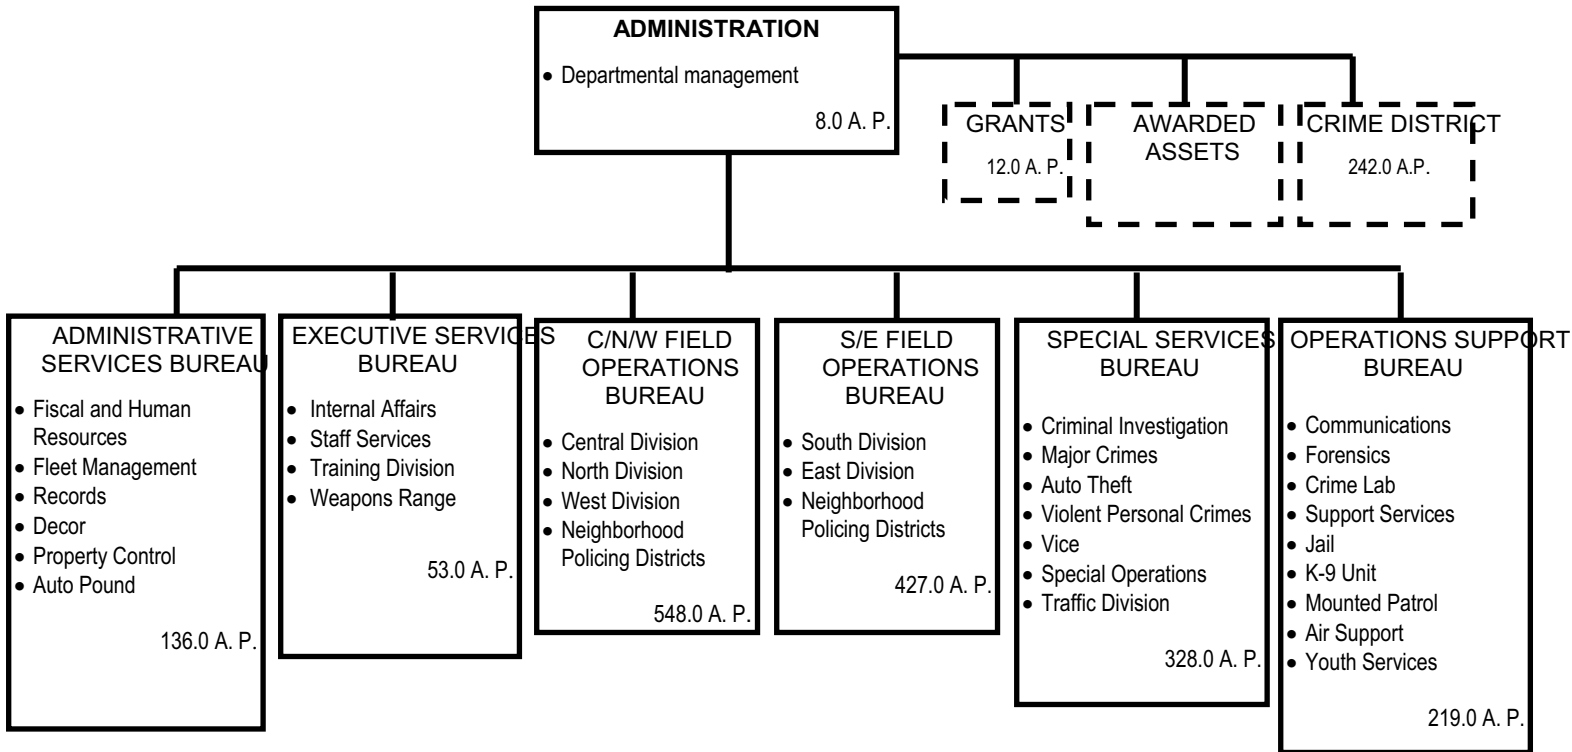 ADMINISTRATION
• Departmental management
8.0 A. P.
GRANTS
12.0 A. P.
AWARDED
ASSETS
CRIME DISTRICT
242.0 A.P.
ADMINISTRATIVE
SERVICES BUREAU
• Fiscal and Human
Resources
• Fleet Management
• Records
• Decor
• Property Control
• Auto Pound
136.0 A. P.
EXECUTIVE SERVICES
BUREAU
• Internal Affairs
• Staff Services
• Training Division
• Weapons Range
53.0 A. P.
C/N/W FIELD
OPERATIONS
BUREAU
• Central Division
• North Division
• West Division
• Neighborhood
Policing Districts
548.0 A. P.
S/E FIELD
OPERATIONS
BUREAU
• South Division
• East Division
• Neighborhood
Policing Districts
427.0 A. P.
SPECIAL SERVICES
BUREAU
• Criminal Investigation
• Major Crimes
• Auto Theft
• Violent Personal Crimes
• Vice
• Special Operations
• Traffic Division
328.0 A. P.
OPERATIONS SUPPORT
BUREAU
• Communications
• Forensics
• Crime Lab
• Support Services
• Jail
• K-9 Unit
• Mounted Patrol
• Air Support
• Youth Services
219.0 A. P.